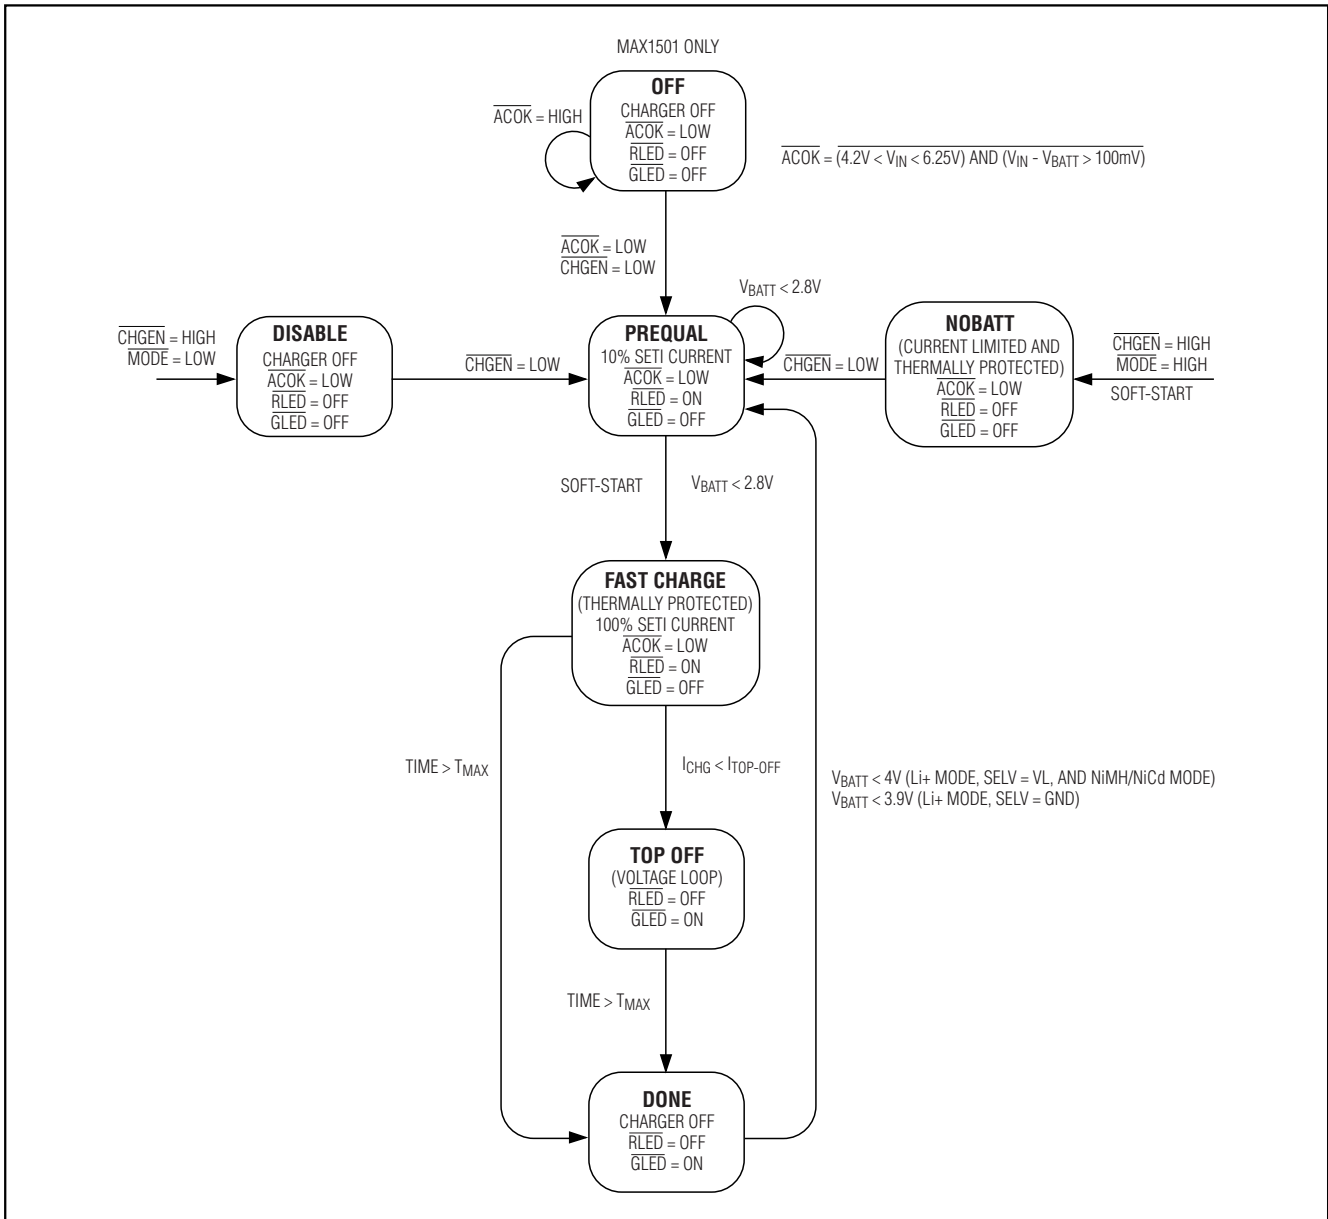 MAX1501 ONLY
OFF
CHARGER OFF
ACOK = LOW
RLED = OFF
GLED = OFF
ACOK = HIGH
ACOK = (4.2V < VIN < 6.25V) AND (VIN - VBATT > 100mV)
ACOK = LOW
CHGEN = LOW
VBATT < 2.8V
CHGEN = HIGH
MODE = LOW
DISABLE
CHARGER OFF
ACOK = LOW
RLED = OFF
GLED = OFF
CHGEN = LOW
PREQUAL
10% SETI CURRENT
ACOK = LOW
RLED = ON
GLED = OFF
CHGEN = LOW
NOBATT
(CURRENT LIMITED AND
THERMALLY PROTECTED)
ACOK = LOW
RLED = OFF
GLED = OFF
CHGEN = HIGH
MODE = HIGH
SOFT-START
SOFT-START
VBATT < 2.8V
FAST CHARGE
(THERMALLY PROTECTED)
100% SETI CURRENT
ACOK = LOW
RLED = ON
GLED = OFF
TIME > TMAX
ICHG < ITOP-OFF
VBATT < 4V (Li+ MODE, SELV = VL, AND NiMH/NiCd MODE)
VBATT < 3.9V (Li+ MODE, SELV = GND)
TOP OFF
(VOLTAGE LOOP)
RLED = OFF
GLED = ON
TIME > TMAX
DONE
CHARGER OFF
RLED = OFF
GLED = ON